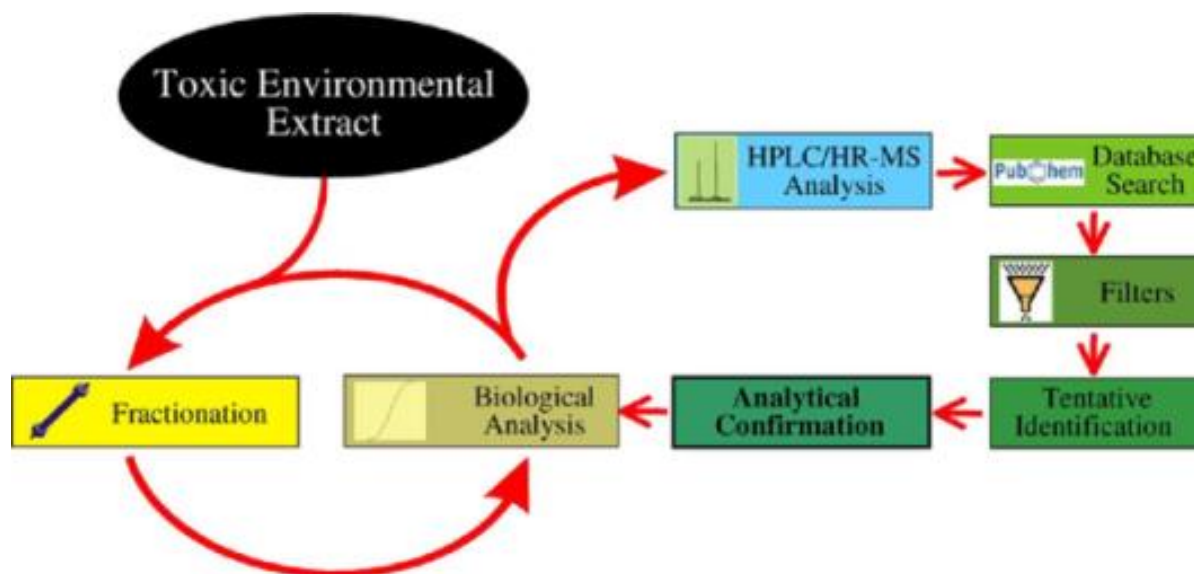 Toxic Environmental
Extract
HPLC/HR-MS
Analysis
PubChem
Database
Search
Filters
Fractionation
Biological
Analysis
Analytical
Confirmation
Tentative
Identification